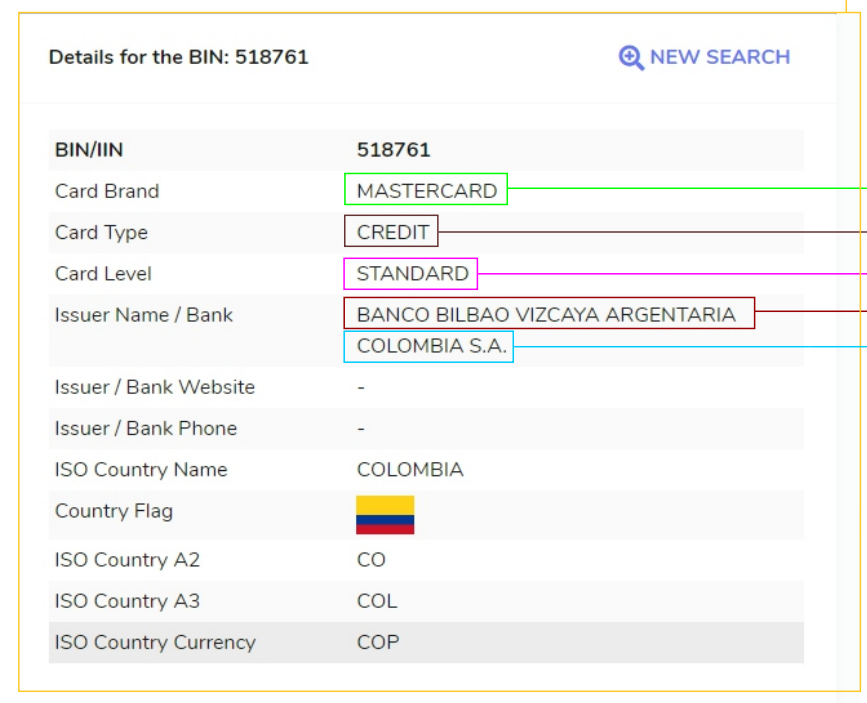 Details for the BIN: 518761 NEW SEARCH
BIN/IIN 518761
Card Brand MASTERCARD
Card Type CREDIT
Card Level STANDARD
Issuer Name / Bank BANCO BILBAO VIZCAYA ARGENTARIA
COLOMBIA S.A.
Issuer / Bank Website -
Issuer / Bank Phone -
ISO Country Name COLOMBIA
Country Flag
ISO Country A2 CO
ISO Country A3 COL
ISO Country Currency COP